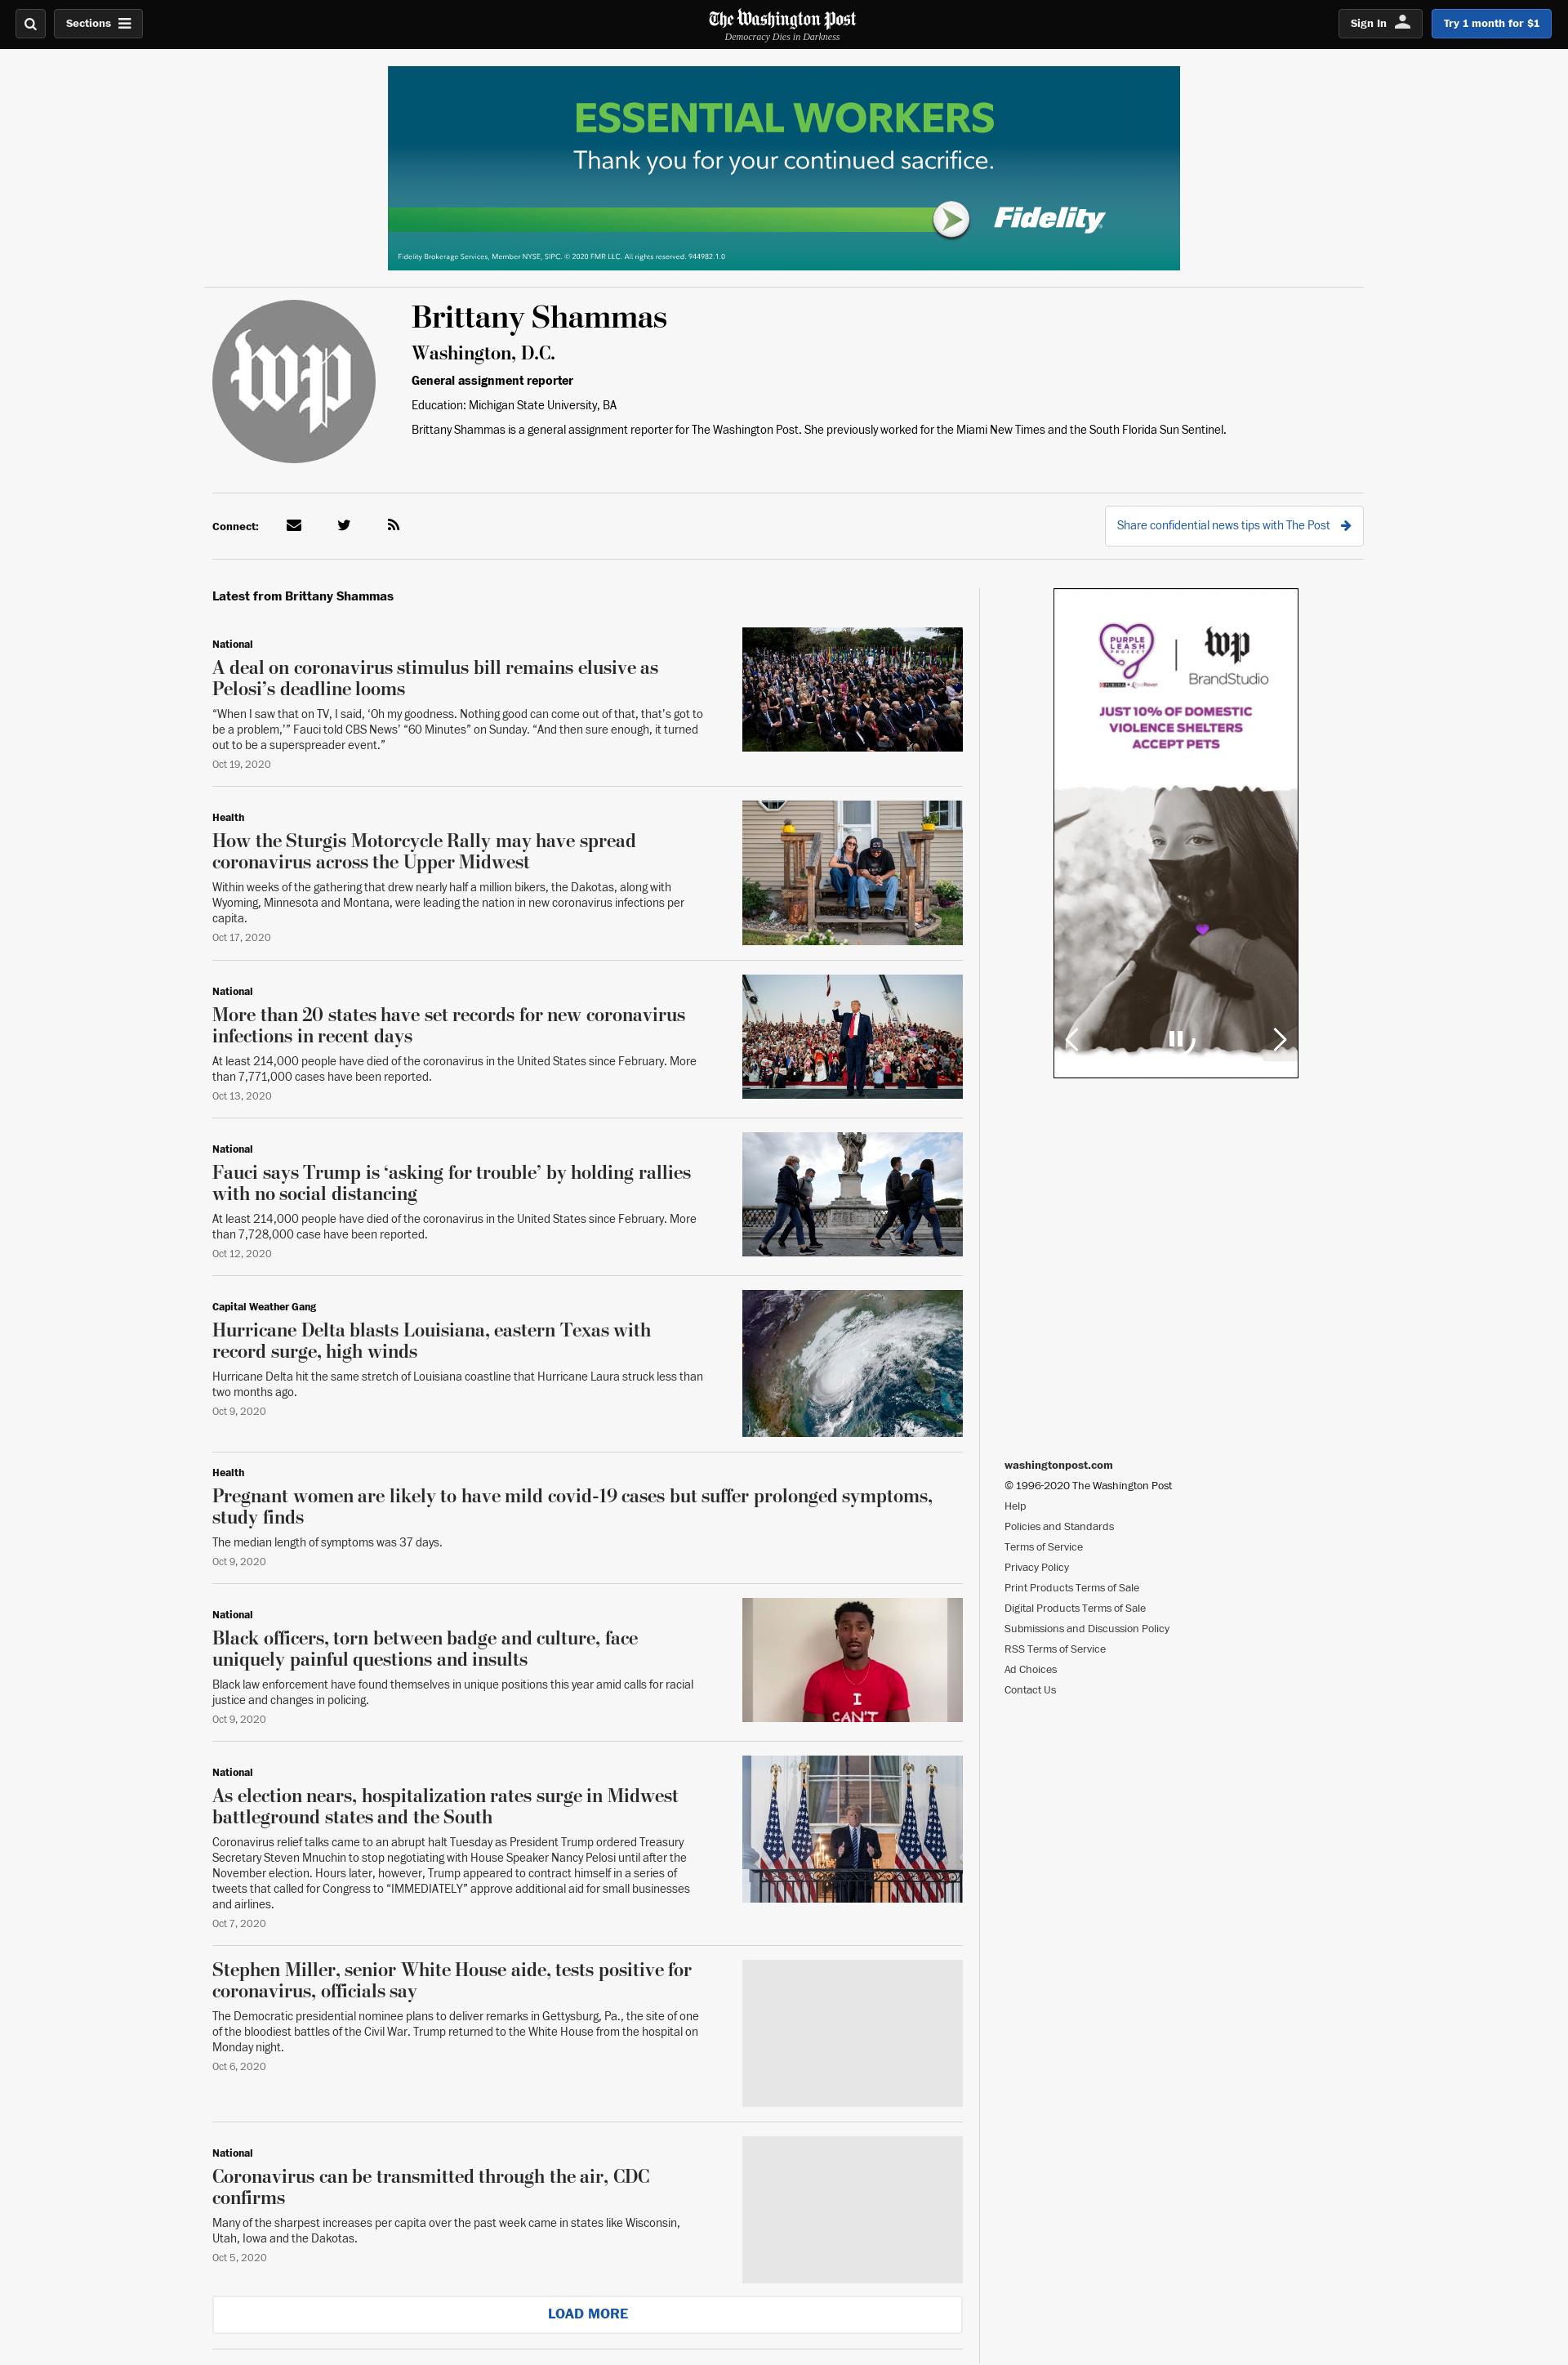 Sections
The Washington Post
Democracy Dies in Darkness
Sign In
Try 1 month for $1
ESSENTIAL WORKERS
Thank you for your continued sacrifice.
Fidelity
Fidelity Brokerage Services, Member NYSE, SIPC. © 2020 FMR LLC. All rights reserved. 944982.1.0
wp
Brittany Shammas
Washington, D.C.
General assignment reporter
Education: Michigan State University, BA
Brittany Shammas is a general assignment reporter for The Washington Post. She previously worked for the Miami New Times and the South Florida Sun Sentinel.
Connect:
Share confidential news tips with The Post
Latest from Brittany Shammas
National
A deal on coronavirus stimulus bill remains elusive as
Pelosi’s deadline looms
“When I saw that on TV, I said, ‘Oh my goodness. Nothing good can come out of that, that’s got to
be a problem,’” Fauci told CBS News’ “60 Minutes” on Sunday. “And then sure enough, it turned
out to be a superspreader event.”
Oct 19, 2020
Health
How the Sturgis Motorcycle Rally may have spread
coronavirus across the Upper Midwest
Within weeks of the gathering that drew nearly half a million bikers, the Dakotas, along with
Wyoming, Minnesota and Montana, were leading the nation in new coronavirus infections per
capita.
Oct 17, 2020
National
More than 20 states have set records for new coronavirus
infections in recent days
At least 214,000 people have died of the coronavirus in the United States since February. More
than 7,771,000 cases have been reported.
Oct 13, 2020
National
Fauci says Trump is ‘asking for trouble’ by holding rallies
with no social distancing
At least 214,000 people have died of the coronavirus in the United States since February. More
than 7,728,000 case have been reported.
Oct 12, 2020
Capital Weather Gang
Hurricane Delta blasts Louisiana, eastern Texas with
record surge, high winds
Hurricane Delta hit the same stretch of Louisiana coastline that Hurricane Laura struck less than
two months ago.
Oct 9, 2020
Health
Pregnant women are likely to have mild covid-19 cases but suffer prolonged symptoms,
study finds
The median length of symptoms was 37 days.
Oct 9, 2020
National
Black officers, torn between badge and culture, face
uniquely painful questions and insults
Black law enforcement have found themselves in unique positions this year amid calls for racial
justice and changes in policing.
Oct 9, 2020
I
CAN'T
National
As election nears, hospitalization rates surge in Midwest
battleground states and the South
Coronavirus relief talks came to an abrupt halt Tuesday as President Trump ordered Treasury
Secretary Steven Mnuchin to stop negotiating with House Speaker Nancy Pelosi until after the
November election. Hours later, however, Trump appeared to contract himself in a series of
tweets that called for Congress to “IMMEDIATELY” approve additional aid for small businesses
and airlines.
Oct 7, 2020
Stephen Miller, senior White House aide, tests positive for
coronavirus, officials say
The Democratic presidential nominee plans to deliver remarks in Gettysburg, Pa., the site of one
of the bloodiest battles of the Civil War. Trump returned to the White House from the hospital on
Monday night.
Oct 6, 2020
National
Coronavirus can be transmitted through the air, CDC
confirms
Many of the sharpest increases per capita over the past week came in states like Wisconsin,
Utah, Iowa and the Dakotas.
Oct 5, 2020
LOAD MORE
PURPLE
LEASH
PROJECT
wp
BrandStudio
JUST 10% OF DOMESTIC
VIOLENCE SHELTERS
ACCEPT PETS
washingtonpost.com
© 1996-2020 The Washington Post
Help
Policies and Standards
Terms of Service
Privacy Policy
Print Products Terms of Sale
Digital Products Terms of Sale
Submissions and Discussion Policy
RSS Terms of Service
Ad Choices
Contact Us